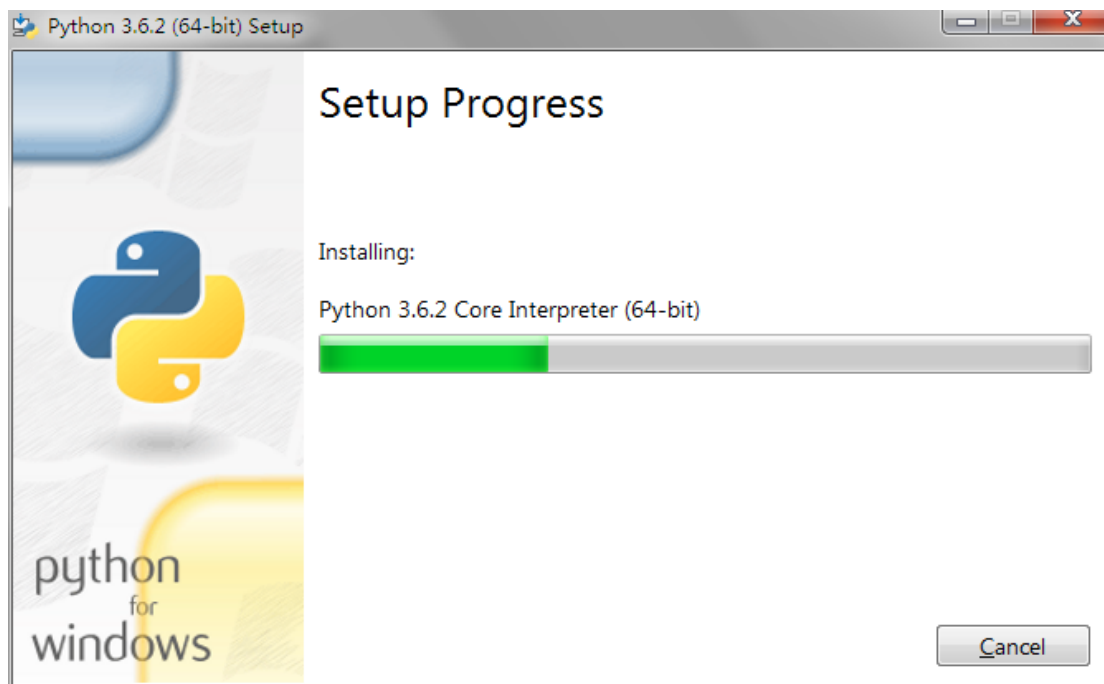 Python 3.6.2 (64-bit) Setup
Setup Progress
Installing:
Python 3.6.2 Core Interpreter (64-bit)
python
for
windows
Cancel